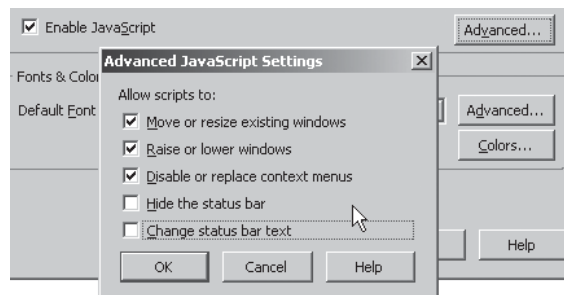 Enable JavaScript
Advanced...
Advanced JavaScript Settings
Fonts & Color
Default Font
Advanced...
Colors...
Allow scripts to:
Move or resize existing windows
Raise or lower windows
Disable or replace context menus
Hide the status bar
Change status bar text
OK Cancel Help
Help